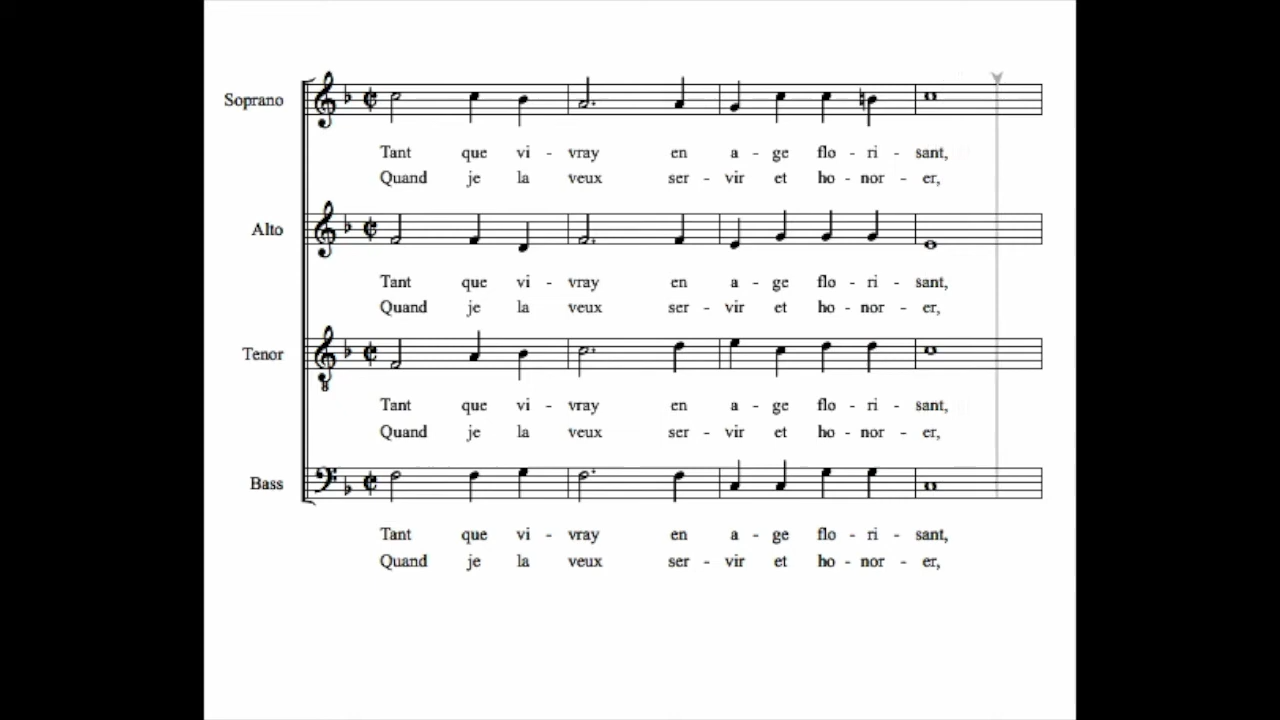 Soprano
Tant que vi - vray en a - ge flo - ri - sant,
Quand je la veux ser - vir et ho - nor - er,
Alto
Tant que vi - vray en a - ge flo - ri - sant,
Quand je la veux ser - vir et ho - nor - er,
Tenor
8
Tant que vi - vray en a - ge flo - ri - sant,
Quand je la veux ser - vir et ho - nor - er,
Bass
Tant que vi - vray en a - ge flo - ri - sant,
Quand je la veux ser - vir et ho - nor - er,